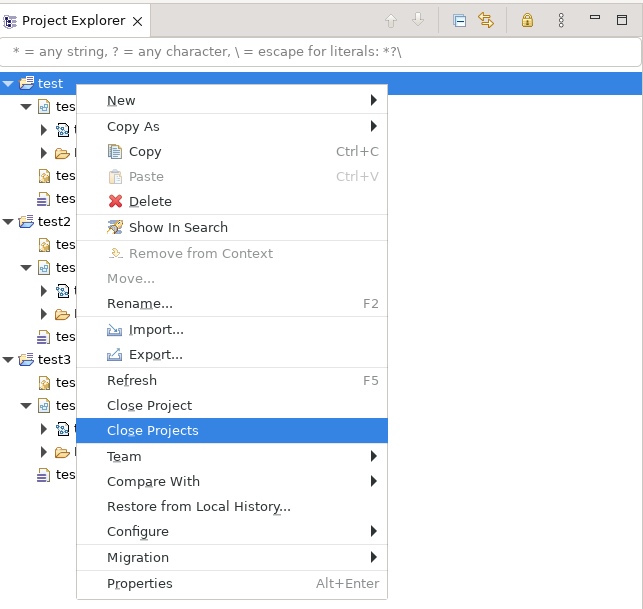 Project Explorer
* = any string, ? = any character, \ = escape for literals: *?\
test
New
tes
Copy As
Copy Ctrl+C
Paste Ctrl+V
tes
Delete
tes
test2
Show In Search
tes
Remove from Context
tes
Move...
Rename... F2
Import...
tes
Export...
test3
Refresh F5
tes
Close Project
tes
Close Projects
Team
tes
Compare With
Restore from Local History...
Configure
Migration
Properties Alt+Enter